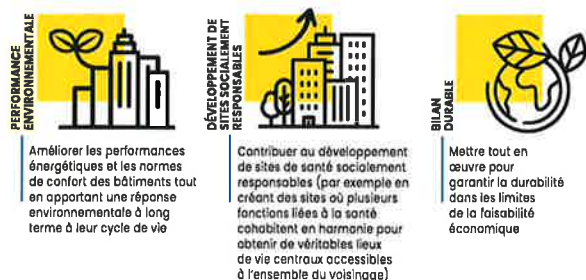 PERFORMANCE
ENVIRONNEMENTALE
Améliorer les performances
énergétiques et les normes
de confort des bâtiments tout
en apportant une réponse
environnementale à long
terme à leur cycle de vie
DÉVELOPPEMENT DE
SITES SOCIALEMENT
RESPONSABLES
Contribuer au développement
de sites de santé socialement
responsables (par exemple en
créant des sites où plusieurs
fonctions liées à la santé
cohabitent en harmonie pour
obtenir de véritables lieux
de vie centraux accessibles
à l'ensemble du voisinage)
BILAN
DURABLE
Mettre tout en
œuvre pour
garantir la durabilité
dans les limites
de la faisabilité
économique